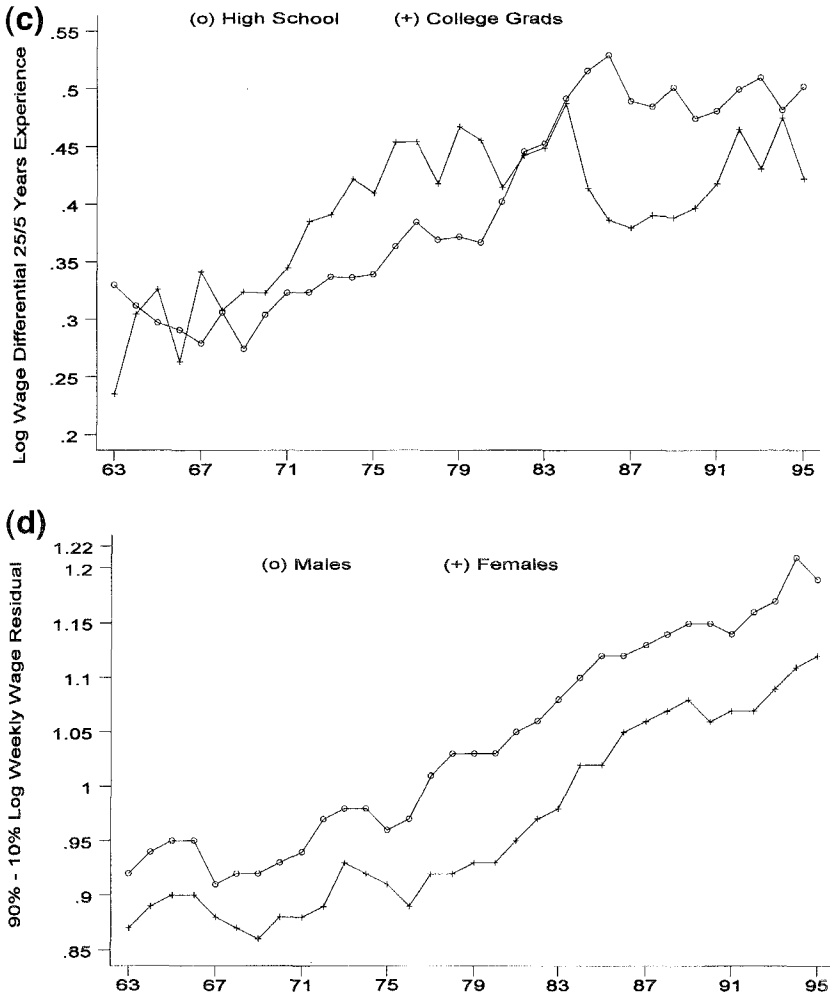 (c)
(o) High School (+) College Grads
Log Wage Differential 25/5 Years Experience
.55
.5
.45
.4
.35
.3
.25
.2
63 67 71 75 79 83 87 91 95
(d)
(o) Males (+) Females
90% - 10% Log Weekly Wage Residual
1.22
1.2
1.15
1.1
1.05
1
.95
.9
.85
63 67 71 75 79 83 87 91 95